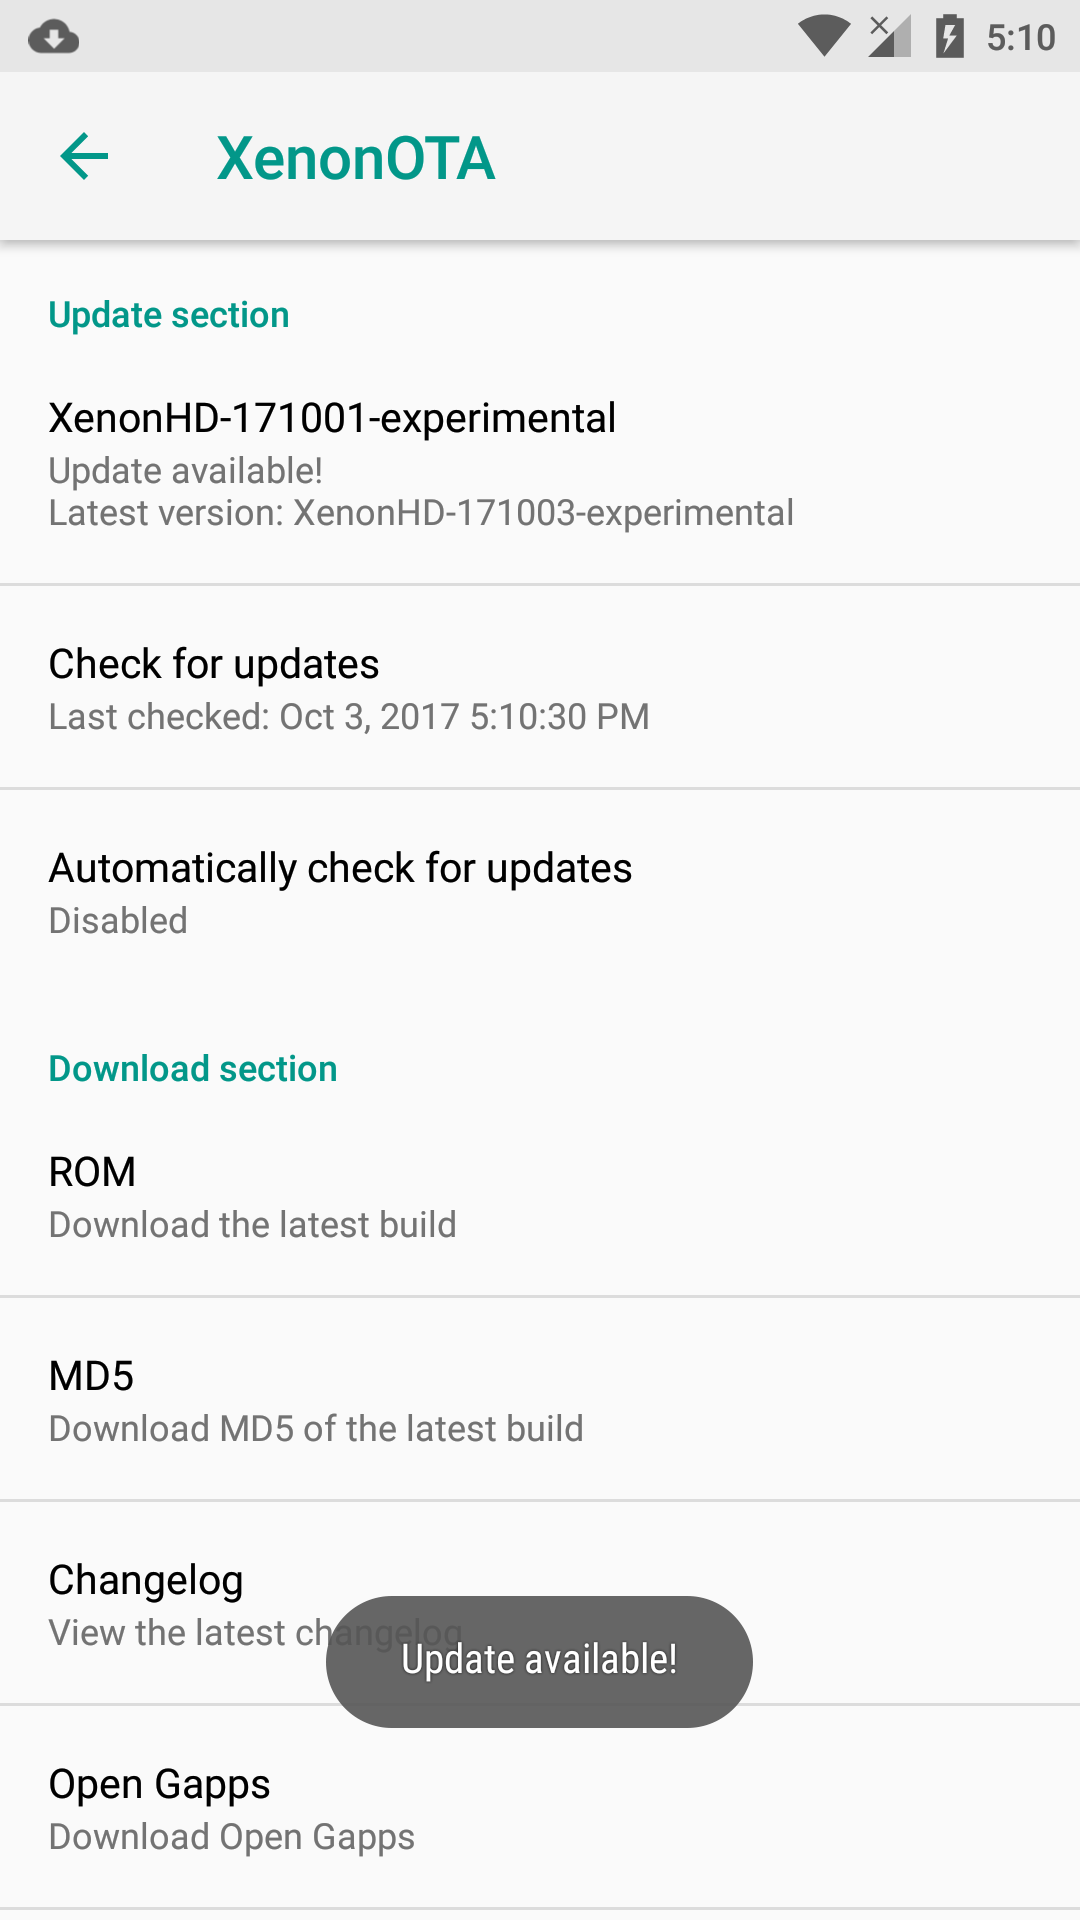 5:10
XenonOTA
Update section
XenonHD-171001-experimental
Update available!
Latest version: XenonHD-171003-experimental
Check for updates
Last checked: Oct 3, 2017 5:10:30 PM
Automatically check for updates
Disabled
Download section
ROM
Download the latest build
MD5
Download MD5 of the latest build
Changelog
View the latest changelog
Update available!
Open Gapps
Download Open Gapps